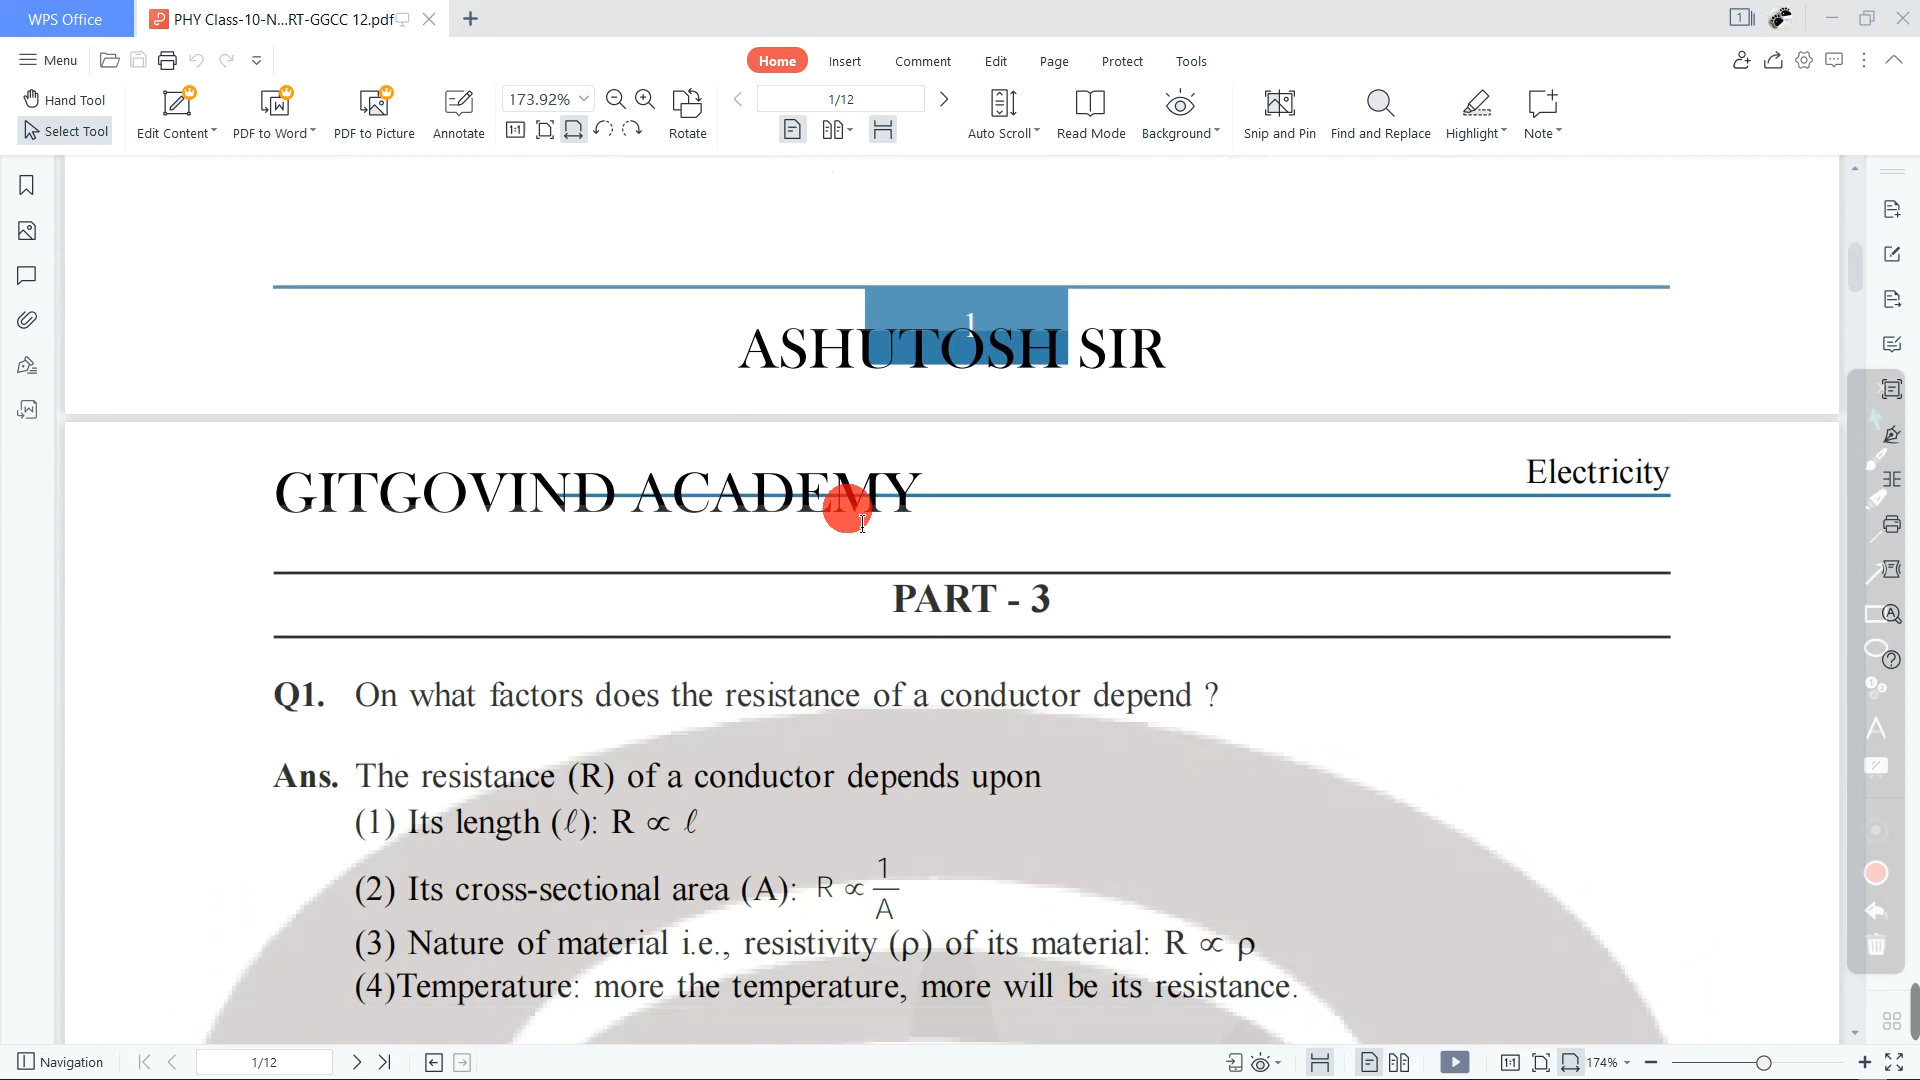 WPS Office
PHY Class-10-N...RT-GGCC 12.pdf
Menu
Home
Insert
Comment
Edit
Page
Protect
Tools
Hand Tool
Select Tool
Edit Content
PDF to Word
PDF to Picture
Annotate
173.92%
Rotate
1/12
Auto Scroll
Read Mode
Background
Snip and Pin
Find and Replace
Highlight
Note
1
ASHUTOSH SIR
GITGOVIND ACADEMY
Electricity
PART - 3
Q1. On what factors does the resistance of a conductor depend ?
Ans. The resistance (R) of a conductor depends upon
(1) Its length (ℓ): R ∝ ℓ
(2) Its cross-sectional area (A): R ∝ 1/A
(3) Nature of material i.e., resistivity (ρ) of its material: R ∝ ρ
(4)Temperature: more the temperature, more will be its resistance.
Navigation
1/12
174%